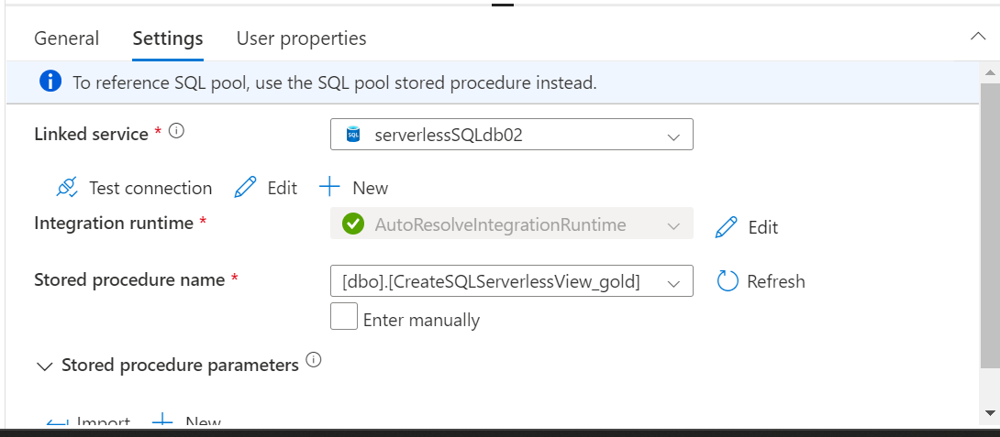 General Settings User properties
To reference SQL pool, use the SQL pool stored procedure instead.
Linked service *
SQL serverlessSQLdb02
Test connection Edit New
Integration runtime * AutoResolveIntegrationRuntime Edit
Stored procedure name * [dbo].[CreateSQLServerlessView_gold] Refresh
Enter manually
Stored procedure parameters
Import New